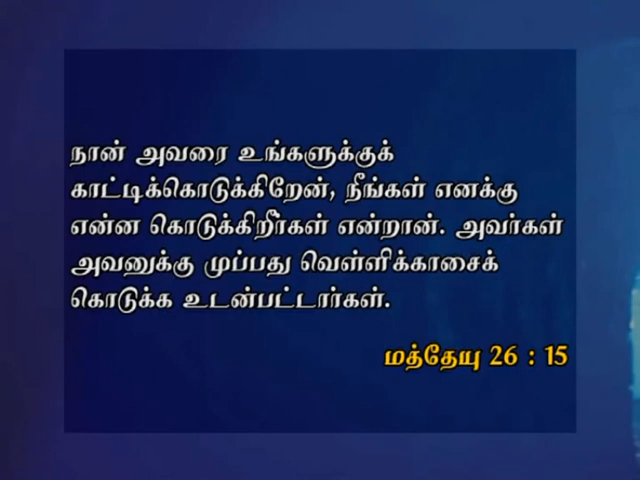 நான் அவரை உங்களுக்குக்
காட்டிக்கொடுக்கிறேன், நீங்கள் எனக்கு
என்ன கொடுக்கிறீர்கள் என்றான். அவர்கள்
அவனுக்கு முப்பது வெள்ளிக்காசைக்
கொடுக்க உடன்பட்டார்கள்.
மத்தேயு 26 : 15